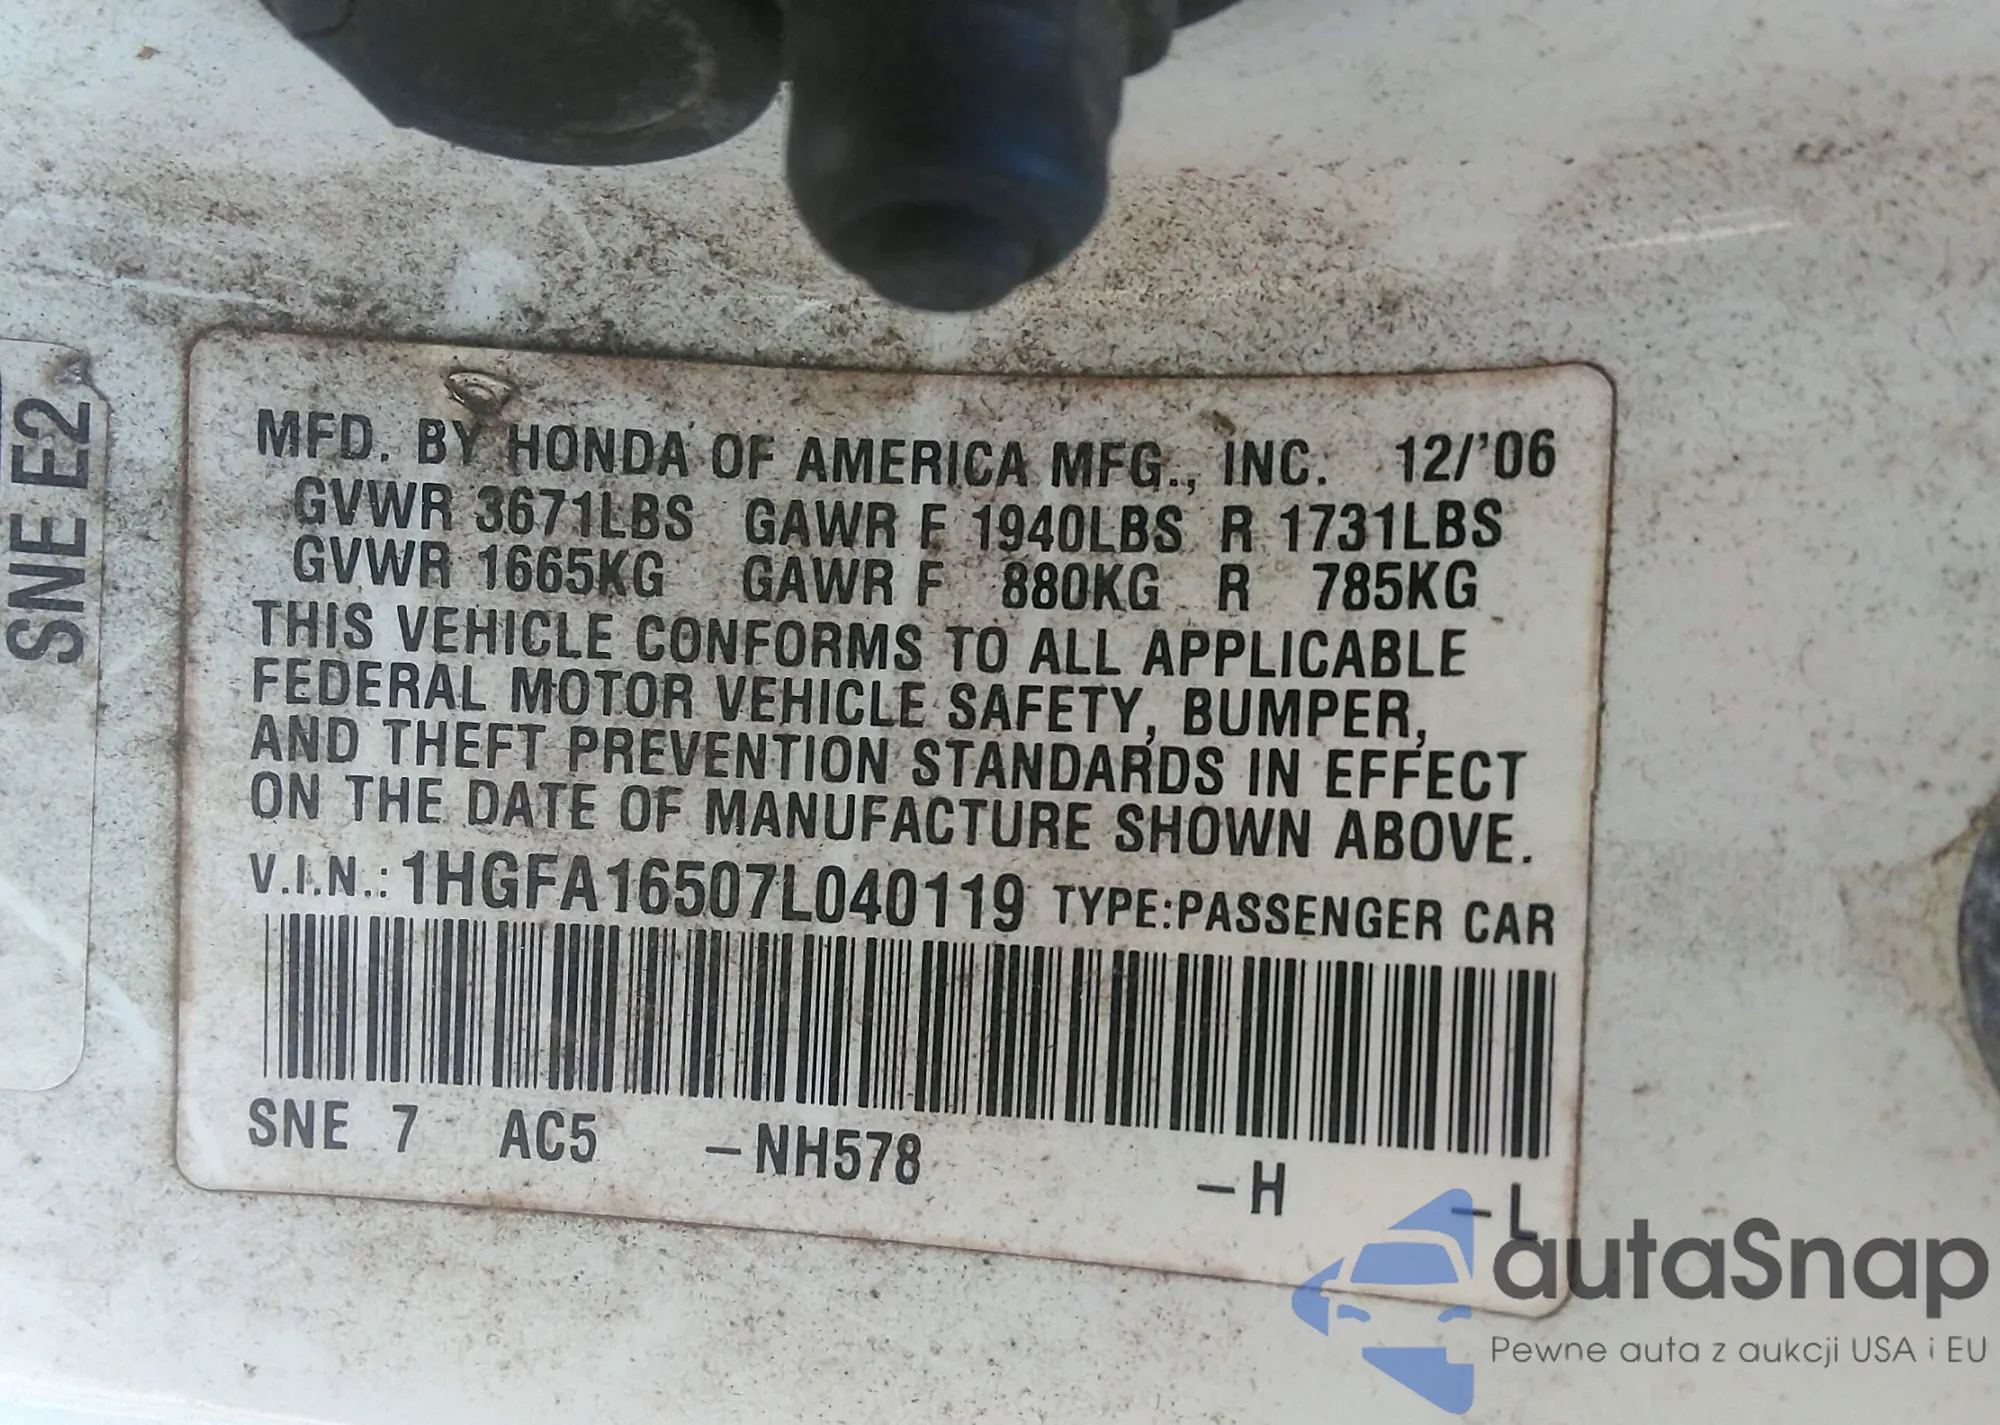 SNE E2
MFD. BY HONDA OF AMERICA MFG., INC. 12/'06
GVWR 3671LBS GAWR F 1940LBS R 1731LBS
GVWR 1665KG GAWR F 880KG R 785KG
THIS VEHICLE CONFORMS TO ALL APPLICABLE
FEDERAL MOTOR VEHICLE SAFETY, BUMPER,
AND THEFT PREVENTION STANDARDS IN EFFECT
ON THE DATE OF MANUFACTURE SHOWN ABOVE.
V.I.N.: 1HGFA16507L040119 TYPE:PASSENGER CAR
SNE 7 AC5 -NH578 -H -L
autaSnap
Pewne auta z aukcji USA i EU